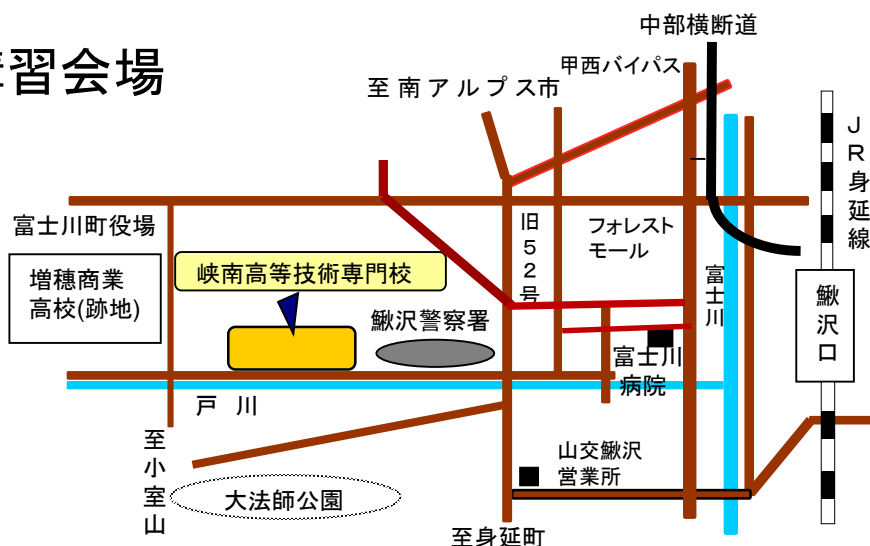 中部横断道
習会場
甲西バイパス
至南アルプス市
JR身延線
富士川町役場
旧52号
フォレスト
モール
増穂商業
高校(跡地)
峡南高等技術専門校
富士川
鰍沢口
鰍沢警察署
富士川
病院
戸川
至小室山
山交鰍沢
営業所
大法師公園
至身延町